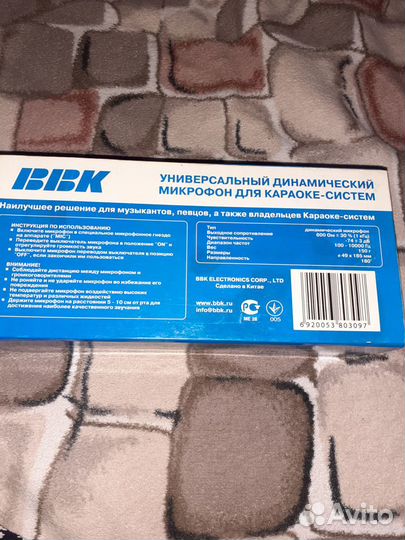 BBK
УНИВЕРСАЛЬНЫЙ ДИНАМИЧЕСКИЙ
МИКРОФОН ДЛЯ КАРАОКЕ-СИСТЕМ
Наилучшее решение для музыкантов, певцов, а также владельцев Караоке-систем
ИНСТРУКЦИЯ ПО ИСПОЛЬЗОВАНИЮ
Включите микрофон в специальное микрофонное гнездо
на аппарате ("MIC")
Переведите выключатель микрофона в положение "ON" и
отрегулируйте громкость звука
Выключите микрофон, переводом выключателя в позицию
"OFF", если закончили им пользоваться
ВНИМАНИЕ!
Соблюдайте дистанцию между микрофоном и
громкоговорителями
Не роняйте и не ударяйте микрофон во избежание его
повреждения
Не подвергайте микрофон воздействию высоких
температур и различных жидкостей
Держите микрофон на расстоянии 5 - 10 см от рта для
достижения наиболее качественного звучания
Тип динамический микрофон
Выходное сопротивление 600 Ом ± 30 % (1 кГц)
Чувствительность -74 ± 3 дБ
Диапазон частот 100 - 10000 Гц
Вес 150 г
Размеры ø 49 x 185 мм
Направленность 180°
BBK ELECTRONICS CORP., LTD
Сделано в Китае
www.bbk.ru
info@bbk.ru
ME 28
005
6920053803097
Avito